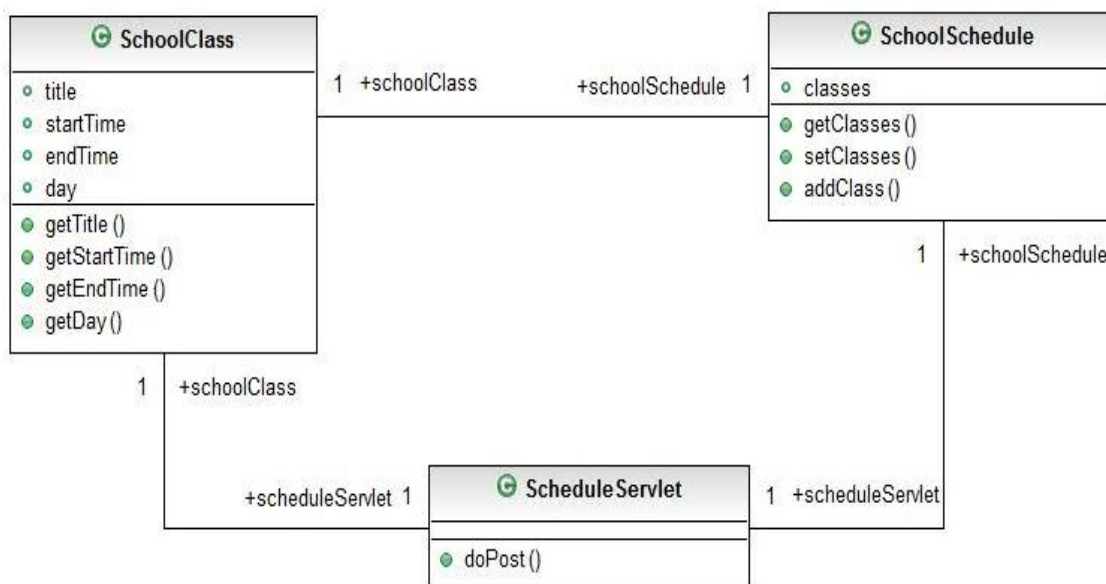 SchoolClass
title
startTime
endTime
day
getTitle ()
getStartTime ()
getEndTime ()
getDay ()
1 +schoolClass
+schoolSchedule 1
SchoolSchedule
classes
getClasses ()
setClasses ()
addClass ()
1 +schoolSchedule
1 +schoolClass
+scheduleServlet 1
ScheduleServlet
doPost ()
1 +scheduleServlet